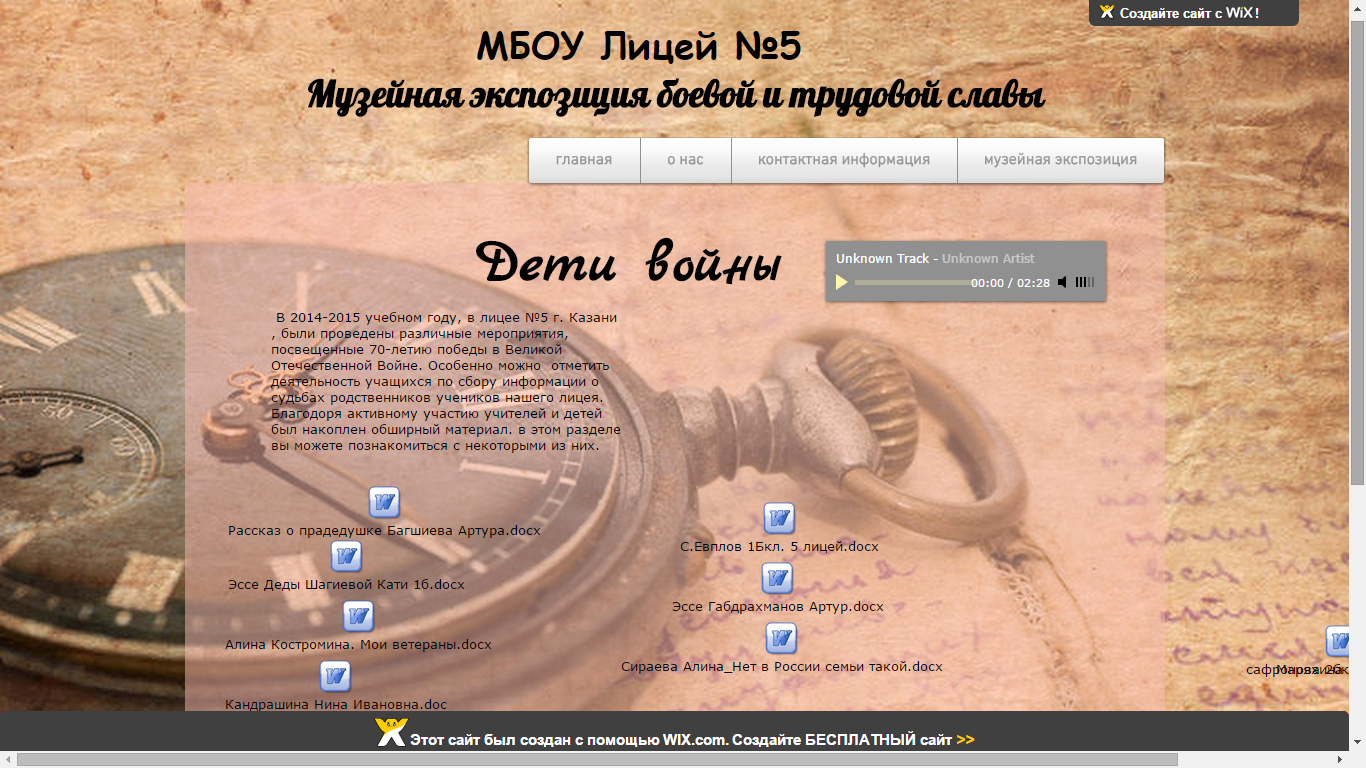 Создайте сайт с WiX!
МБОУ Лицей №5
Музейная экспозиция боевой и трудовой славы
главная
о нас
контактная информация
музейная экспозиция
Дети войны
Unknown Track - Unknown Artist
00:00 / 02:28
В 2014-2015 учебном году, в лицее №5 г. Казани
, были проведены различные мероприятия,
посвещенные 70-летию победы в Великой
Отечественной Войне. Особенно можно отметить
деятельность учащихся по сбору информации о
судьбах родственников учеников нашего лицея.
Благодоря активному участию учителей и детей
был накоплен обширный материал. в этом разделе
вы можете познакомиться с некоторыми из них.
Рассказ о прадедушке Багшиева Артура.docx
Эссе Деды Шагиевой Кати 1б.docx
Алина Костромина. Мои ветераны.docx
Кандрашина Нина Ивановна.doc
С.Евплов 1Бкл. 5 лицей.docx
Эссе Габдрахманов Артур.docx
Сираева Алина_Нет в России семьи такой.docx
Этот сайт был создан с помощью WIX.com. Создайте БЕСПЛАТНЫЙ сайт >>